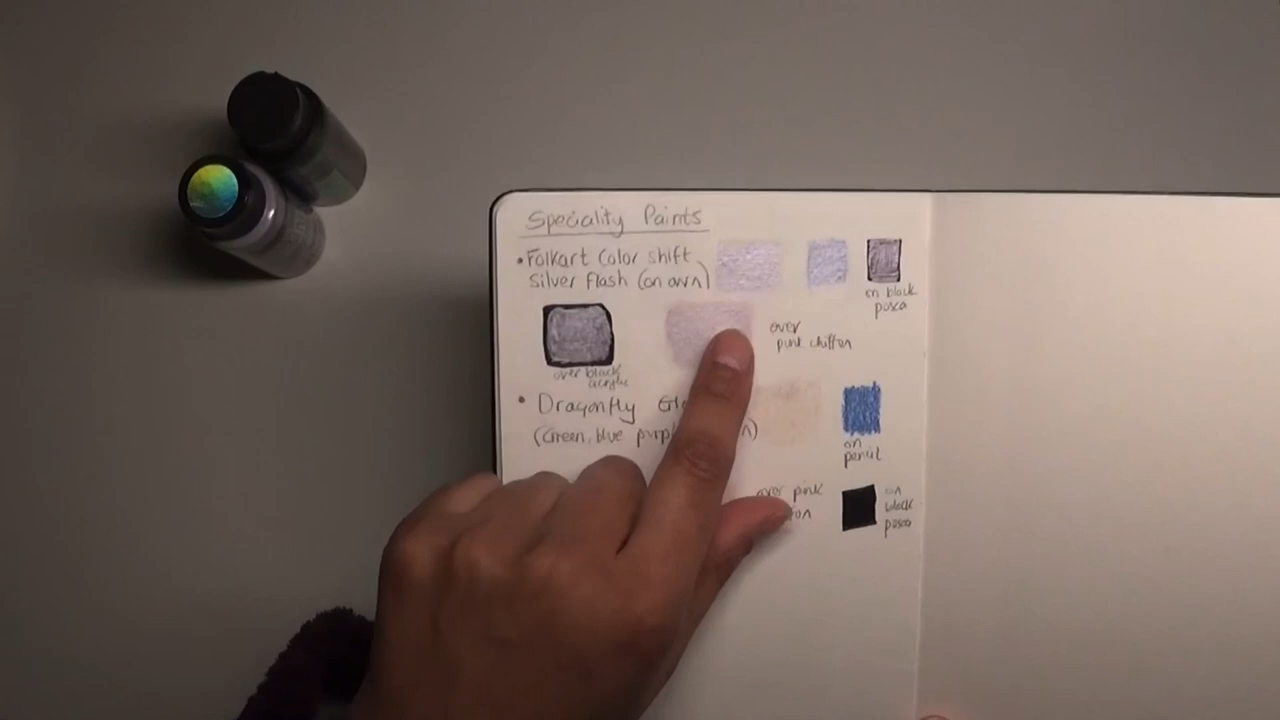 Speciality Paints
• Folkart Color shift
Silver flash (on own)
on black
posca
over
pink chiffon
over black
acrylic
• Dragonfly
(Green, blue
on
pencil
over pink
on
black
posca